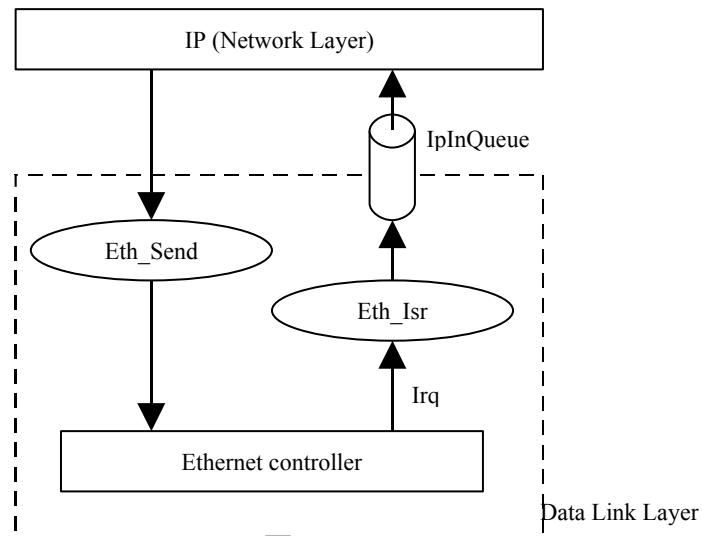 IP (Network Layer)
IpInQueue
Eth_Send
Eth_Isr
Irq
Ethernet controller
Data Link Layer